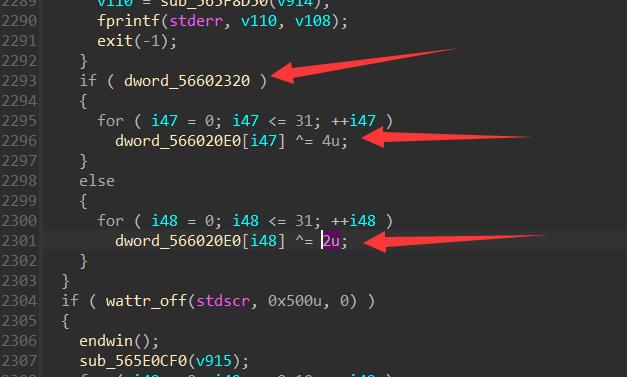 2289 v110 = sub_565F8D50(v914);
2290 fprintf(stderr, v110, v108);
2291 exit(-1);
2292 }
2293 if ( dword_56602320 )
2294 {
2295 for ( i47 = 0; i47 <= 31; ++i47 )
2296 dword_566020E0[i47] ^= 4u;
2297 }
2298 else
2299 {
2300 for ( i48 = 0; i48 <= 31; ++i48 )
2301 dword_566020E0[i48] ^= 2u;
2302 }
2303 }
2304 if ( wattr_off(stdscr, 0x500u, 0) )
2305 {
2306 endwin();
2307 sub_565E0CF0(v915);